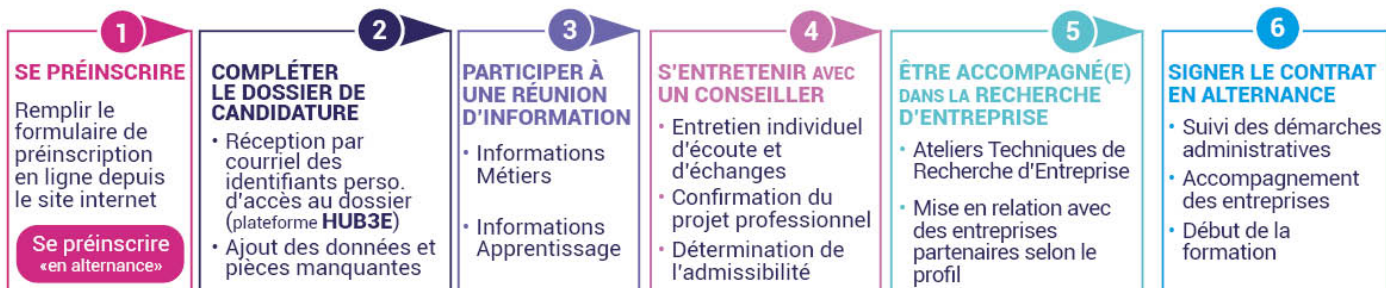 1
SE PRÉINSCRIRE
Remplir le
formulaire de
préinscription
en ligne depuis
le site internet
Se préinscrire
«en alternance»
2
COMPLÉTER
LE DOSSIER DE
CANDIDATURE
• Réception par
courriel des
identifiants perso.
d'accès au dossier
(plateforme HUB3E)
• Ajout des données et
pièces manquantes
3
PARTICIPER À
UNE RÉUNION
D'INFORMATION
• Informations
Métiers
• Informations
Apprentissage
4
S'ENTRETENIR AVEC
UN CONSEILLER
• Entretien individuel
d'écoute et
d'échanges
• Confirmation du
projet professionnel
• Détermination de
l'admissibilité
5
ÊTRE ACCOMPAGNÉ(E)
DANS LA RECHERCHE
D'ENTREPRISE
• Ateliers Techniques de
Recherche d'Entreprise
• Mise en relation avec
des entreprises
partenaires selon le
profil
6
SIGNER LE CONTRAT
EN ALTERNANCE
• Suivi des démarches
administratives
• Accompagnement
des entreprises
• Début de la
formation